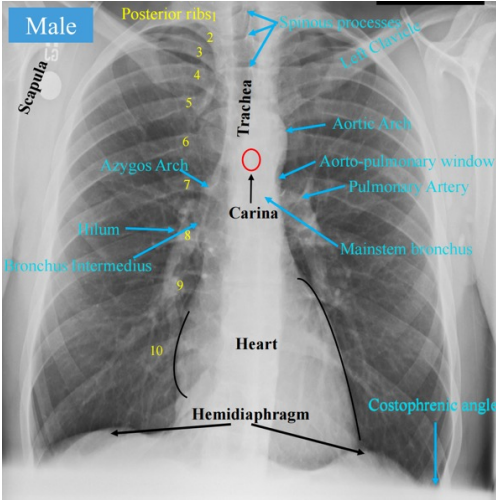 Male
Posterior ribs
1
Spinous processes
2
3
Left Clavicle
4
Scapula
5
Trachea
Aortic Arch
6
Aorto-pulmonary window
Azygos Arch
7
Pulmonary Artery
Carina
Hilum
8
Mainstem bronchus
Bronchus Intermedius
9
Heart
10
Costophrenic angle
Hemidiaphragm